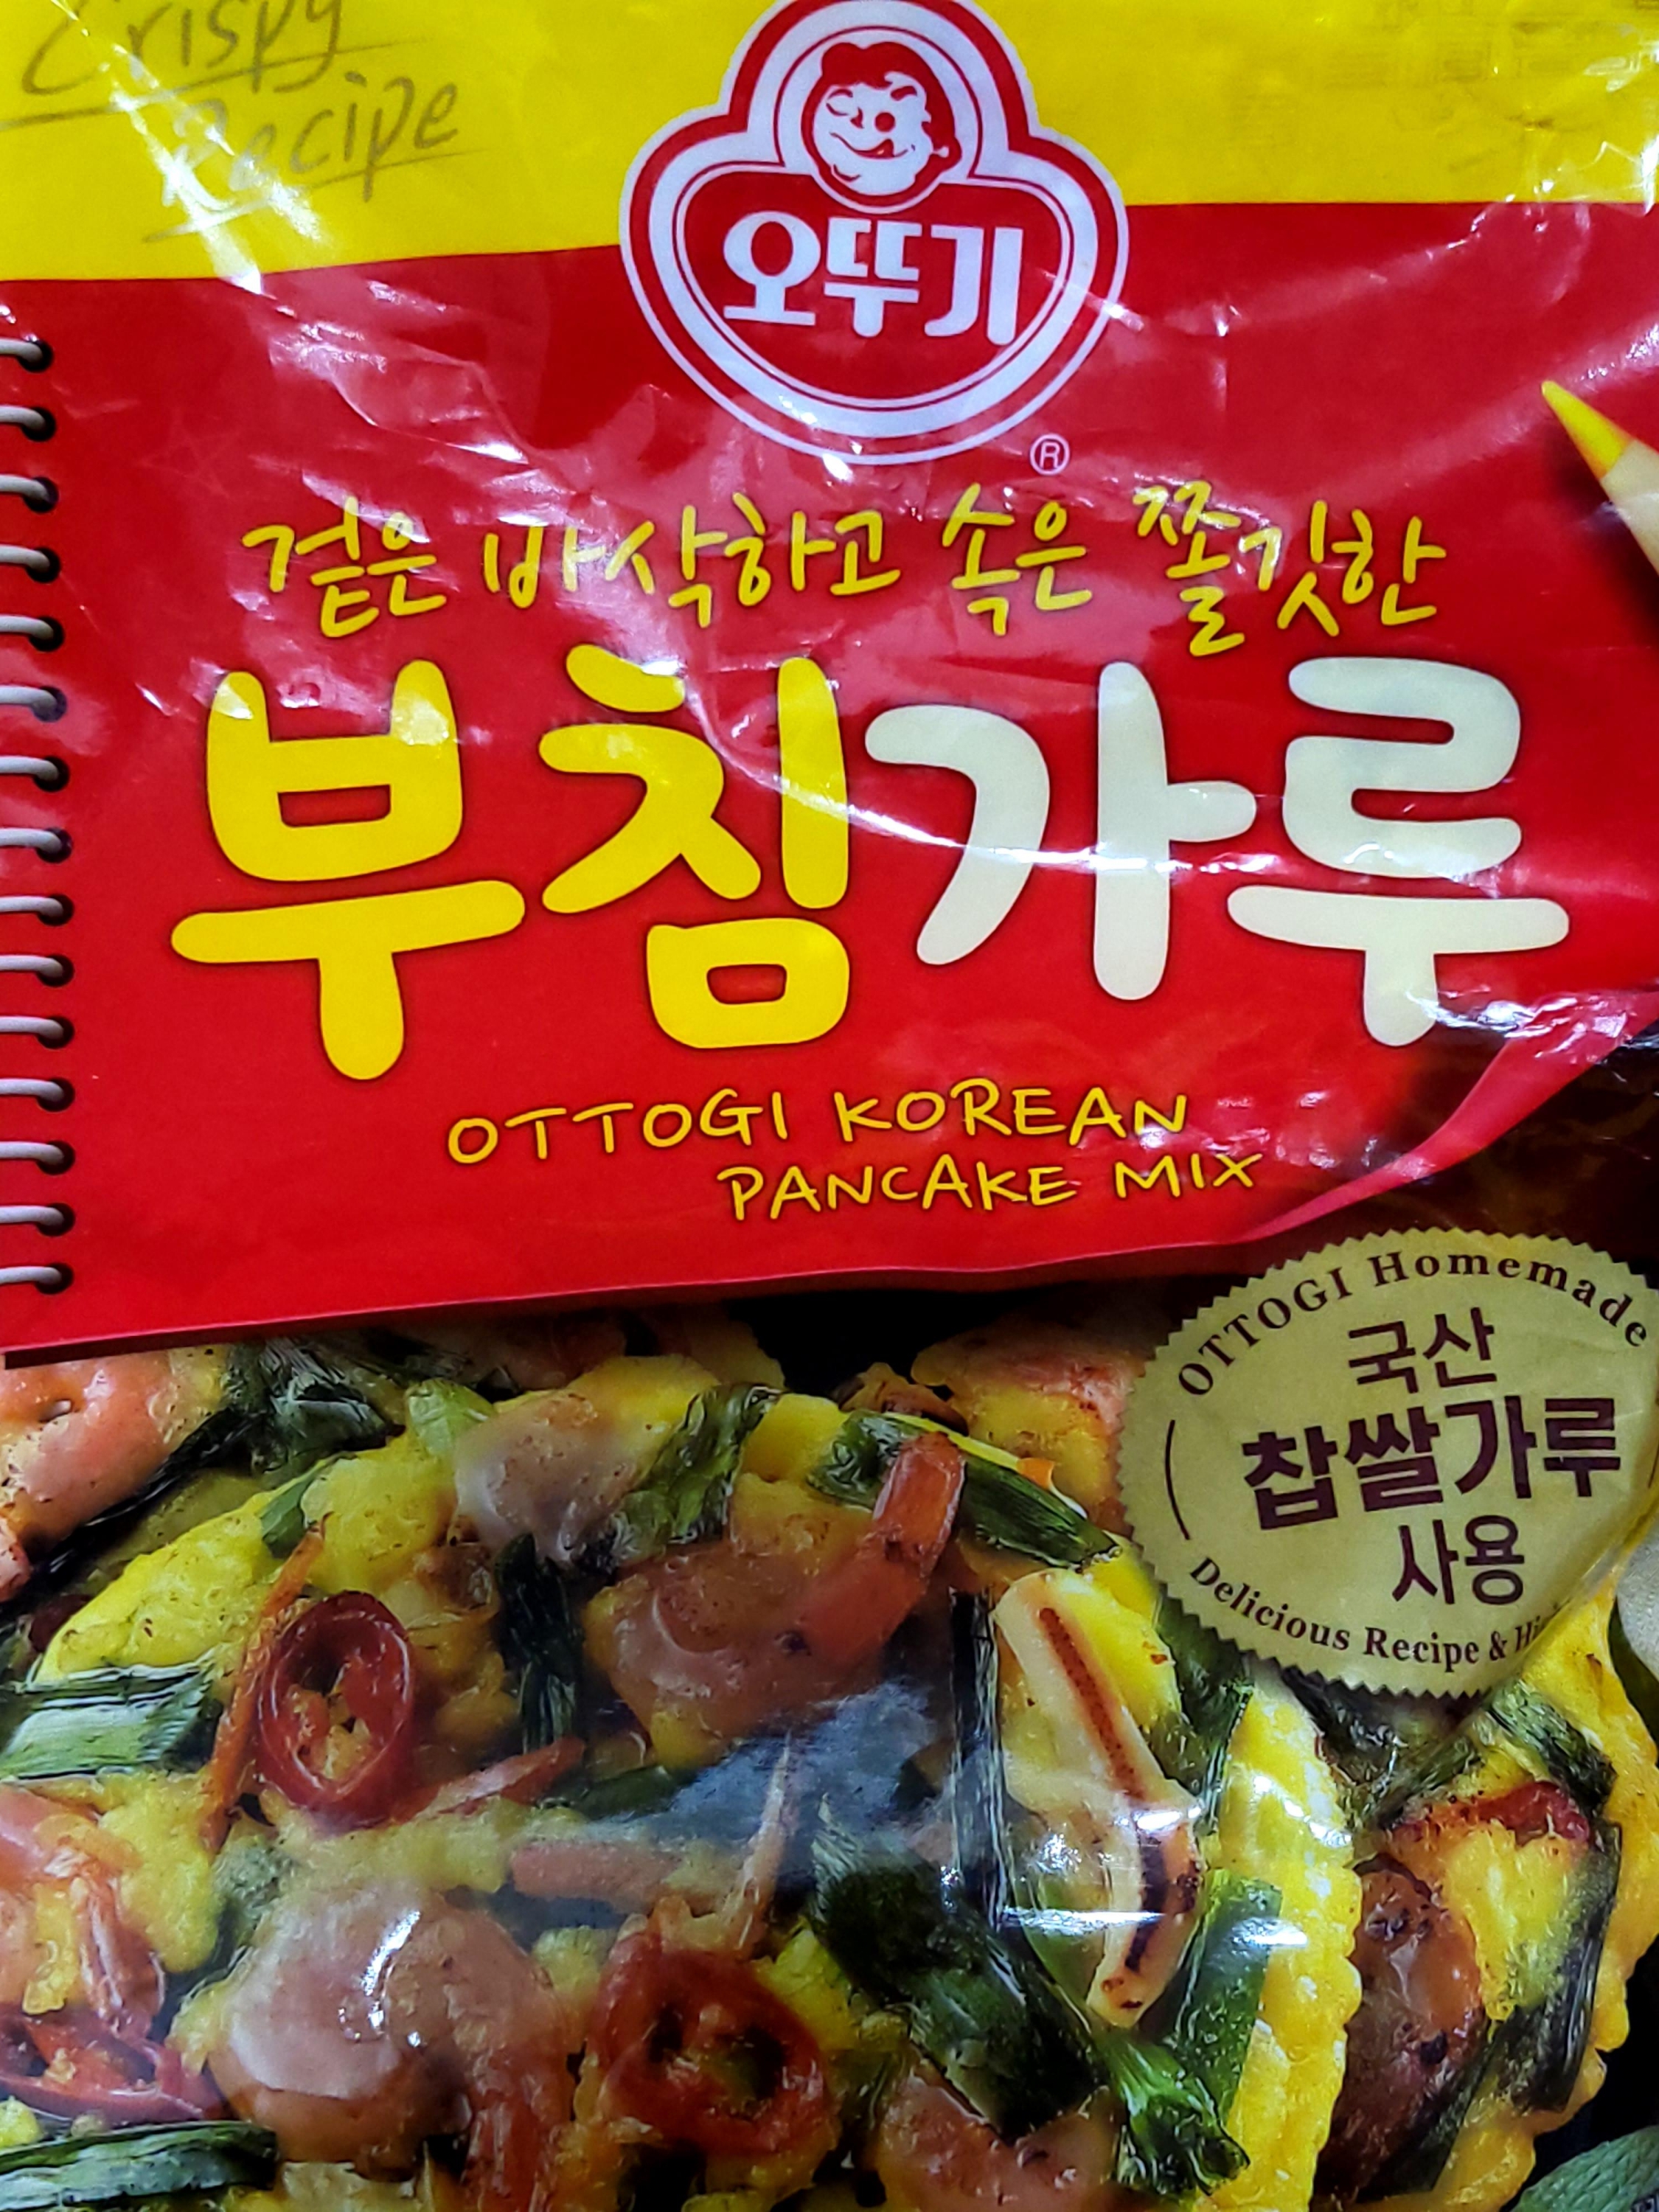 Crispy
Recipe
오뚜기
®
겉은 바삭하고 속은 쫄깃한
부침가루
OTTOGI KOREAN
PANCAKE MIX
OTTOGI Homemade
국산
찹쌀가루
사용
Delicious Recipe &